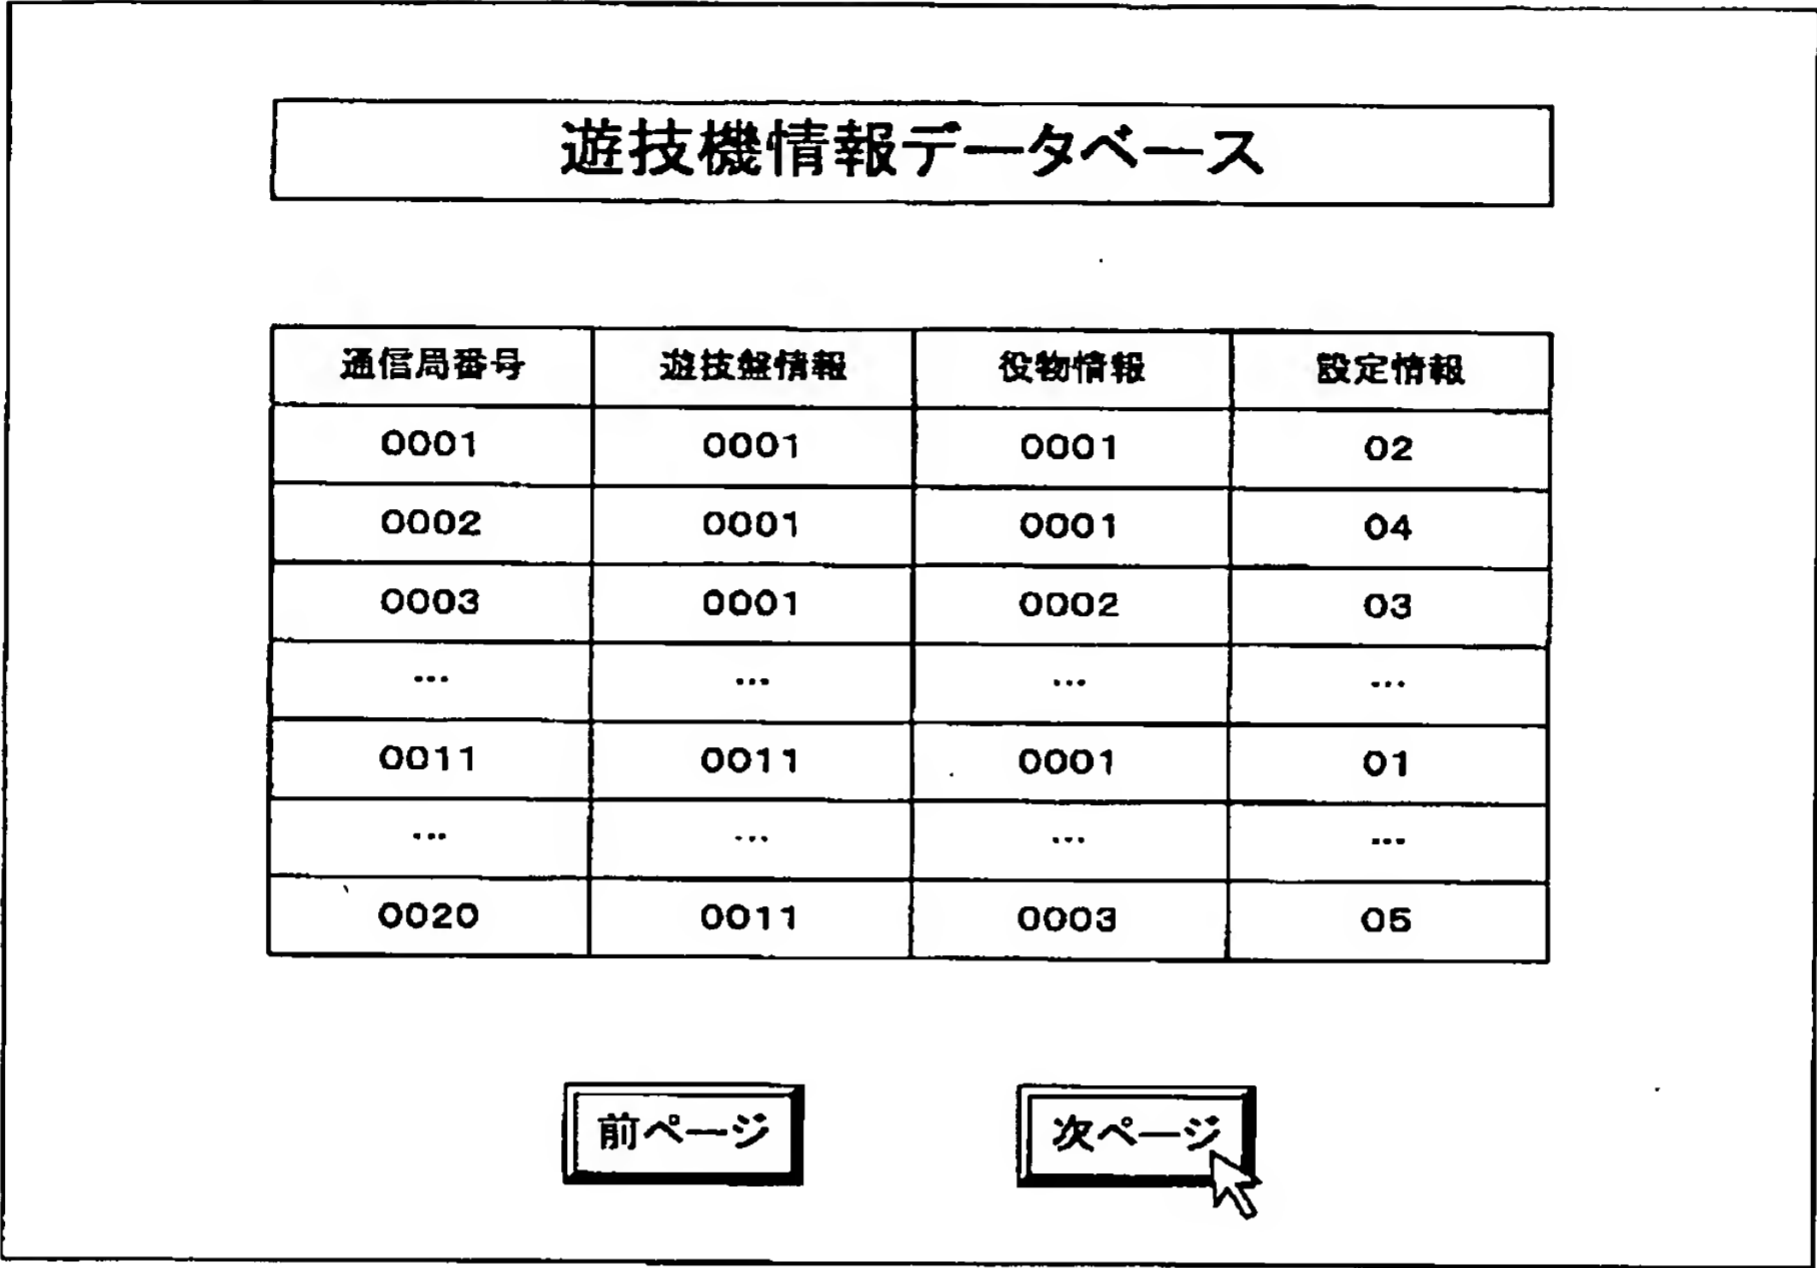 遊技機情報データベース
通信局番号 遊技盤情報 役物情報 設定情報
0001 0001 0001 02
0002 0001 0001 04
0003 0001 0002 03
… … … …
0011 0011 0001 01
… … … …
0020 0011 0003 05
前ページ 次ページ